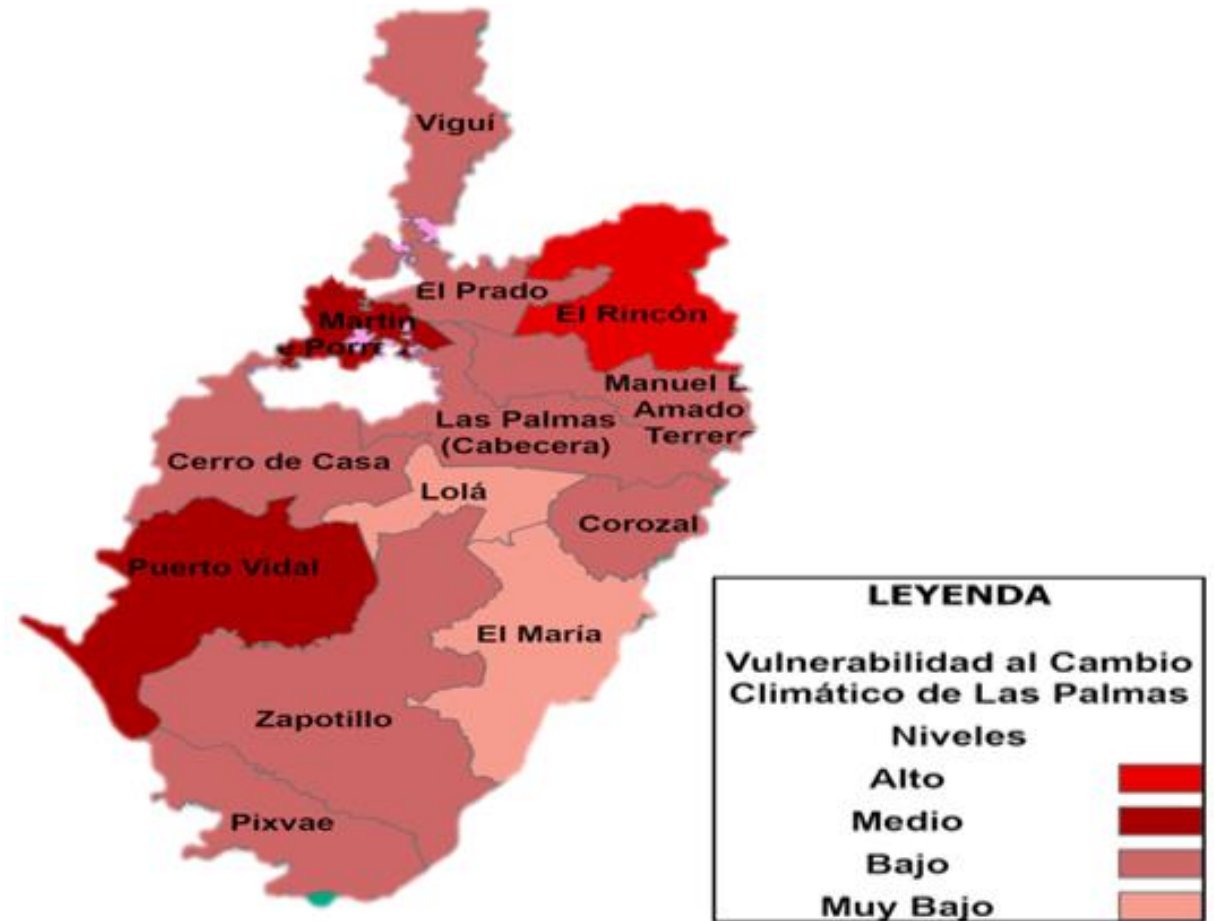 Viguí
El Prado
El Rincón
Martin
Manuel E.
Amado
Terrero
Las Palmas
(Cabecera)
Cerro de Casa
Lolá
Corozal
Puerto Vidal
El María
Zapotillo
Pixvae
LEYENDA
Vulnerabilidad al Cambio
Climático de Las Palmas
Niveles
Alto
Medio
Bajo
Muy Bajo